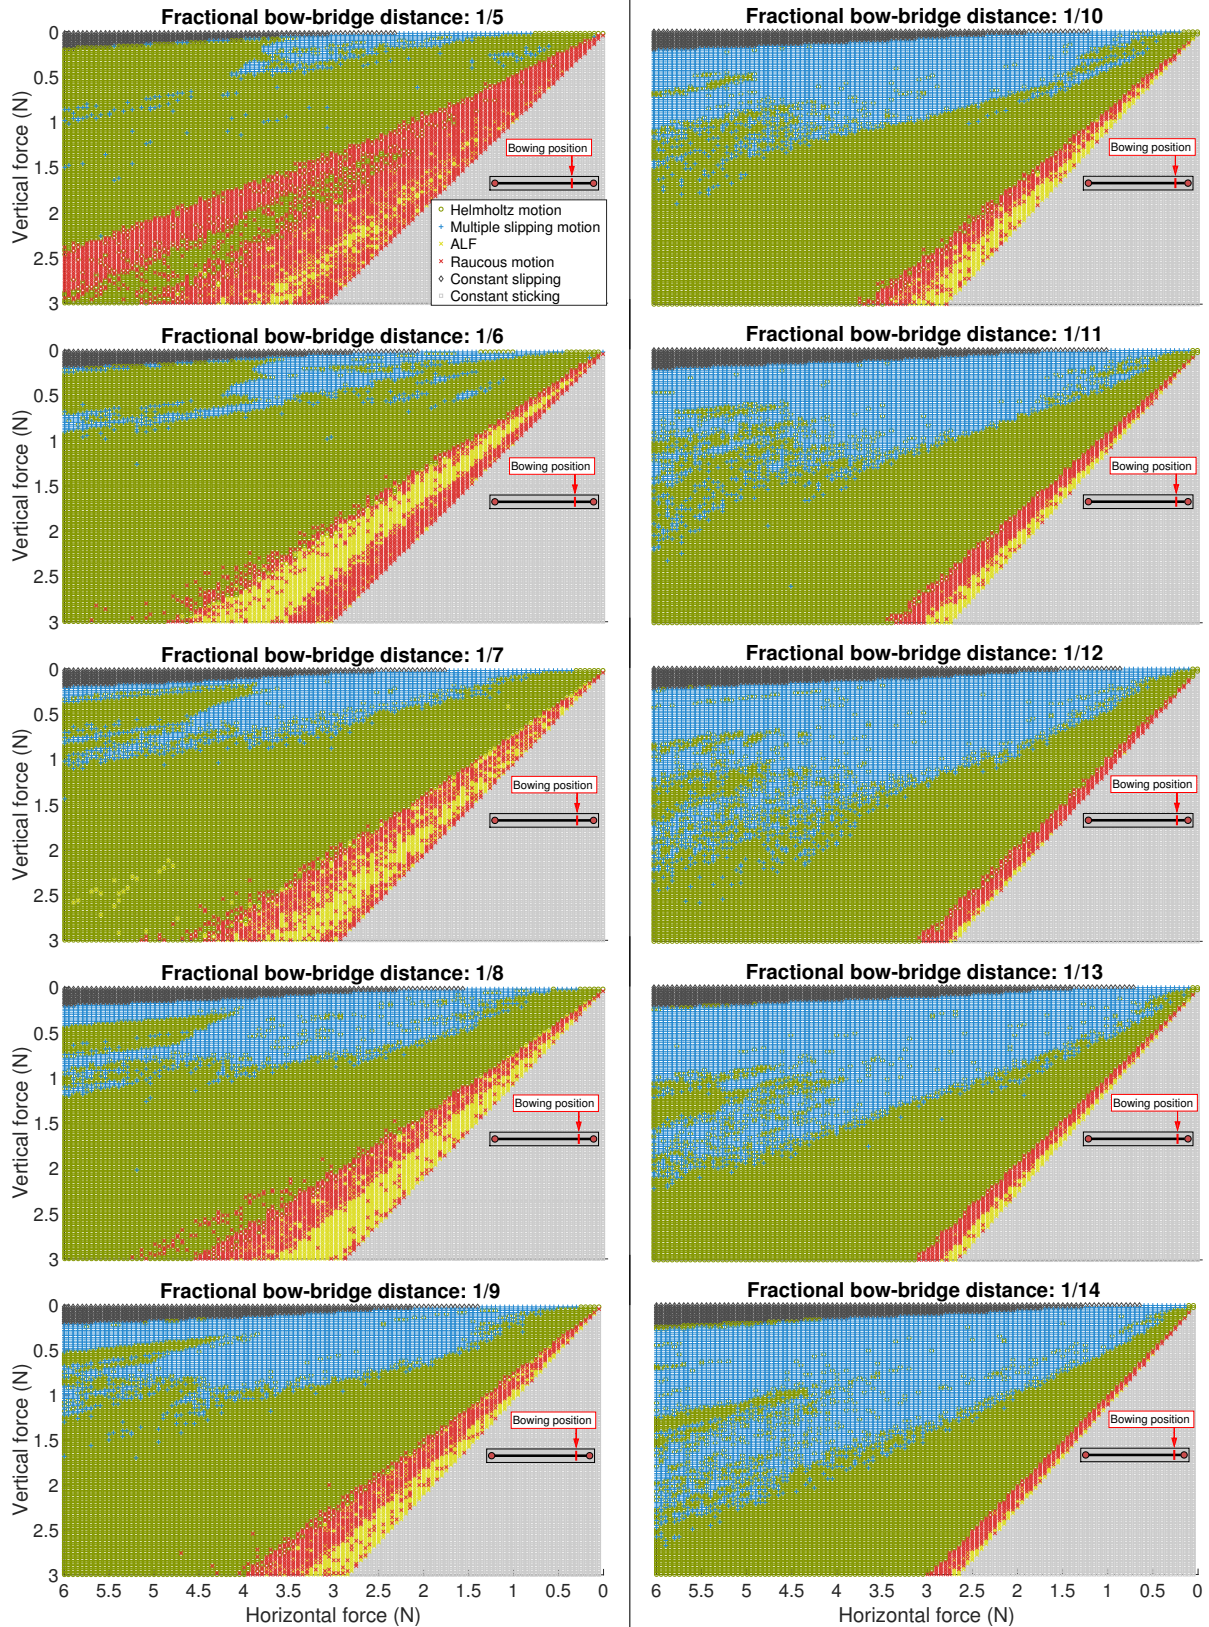 Fractional bow-bridge distance: 1/5
0
0.5
1
1.5
2
2.5
3
Vertical force (N)
Bowing position
Helmholtz motion
Multiple slipping motion
ALF
Raucous motion
Constant slipping
Constant sticking
Fractional bow-bridge distance: 1/6
0
0.5
1
1.5
2
2.5
3
Vertical force (N)
Bowing position
Fractional bow-bridge distance: 1/7
0
0.5
1
1.5
2
2.5
3
Vertical force (N)
Bowing position
Fractional bow-bridge distance: 1/8
0
0.5
1
1.5
2
2.5
3
Vertical force (N)
Bowing position
Fractional bow-bridge distance: 1/9
0
0.5
1
1.5
2
2.5
3
Vertical force (N)
Bowing position
6 5.5 5 4.5 4 3.5 3 2.5 2 1.5 1 0.5 0
Horizontal force (N)
Fractional bow-bridge distance: 1/10
Bowing position
Fractional bow-bridge distance: 1/11
Bowing position
Fractional bow-bridge distance: 1/12
Bowing position
Fractional bow-bridge distance: 1/13
Bowing position
Fractional bow-bridge distance: 1/14
Bowing position
6 5.5 5 4.5 4 3.5 3 2.5 2 1.5 1 0.5 0
Horizontal force (N)